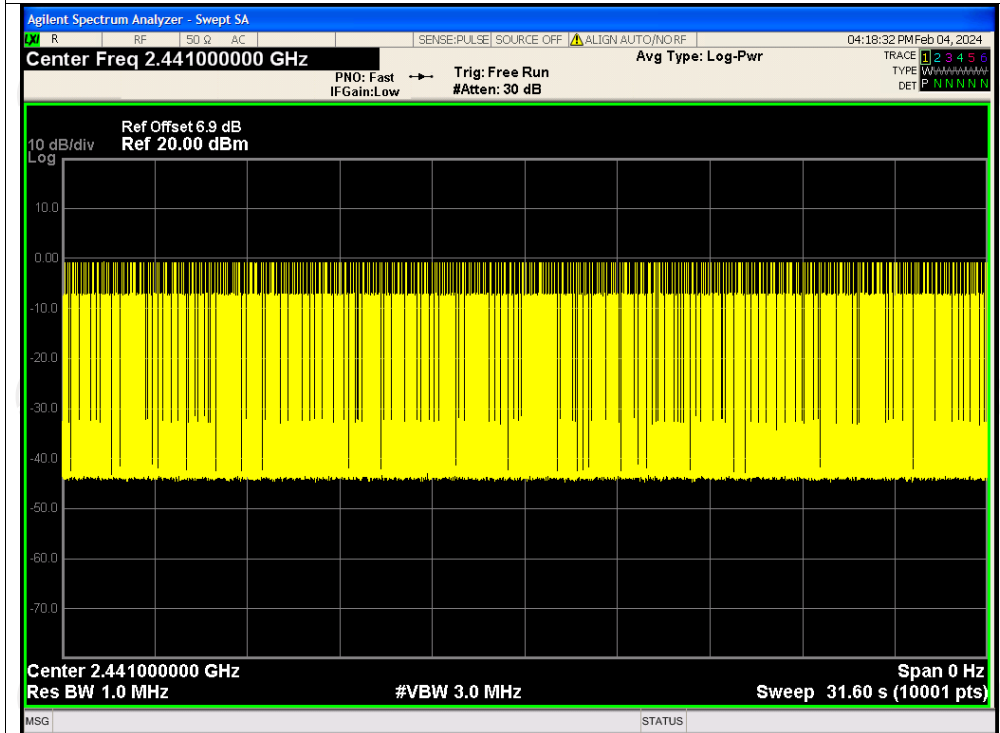 Agilent Spectrum Analyzer - Swept SA
LXI R RF 50 Ω AC SENSE:PULSE SOURCE OFF ALIGN AUTO/NO RF 04:18:32 PM Feb 04, 2024
Center Freq 2.441000000 GHz Avg Type: Log-Pwr TRACE 1 2 3 4 5 6
PNO: Fast Trig: Free Run TYPE W
IFGain:Low #Atten: 30 dB DET P N N N N N
Ref Offset 6.9 dB
10 dB/div Ref 20.00 dBm
Log
10.0
0.00
-10.0
-20.0
-30.0
-40.0
-50.0
-60.0
-70.0
Center 2.441000000 GHz Span 0 Hz
Res BW 1.0 MHz #VBW 3.0 MHz Sweep 31.60 s (10001 pts)
MSG STATUS